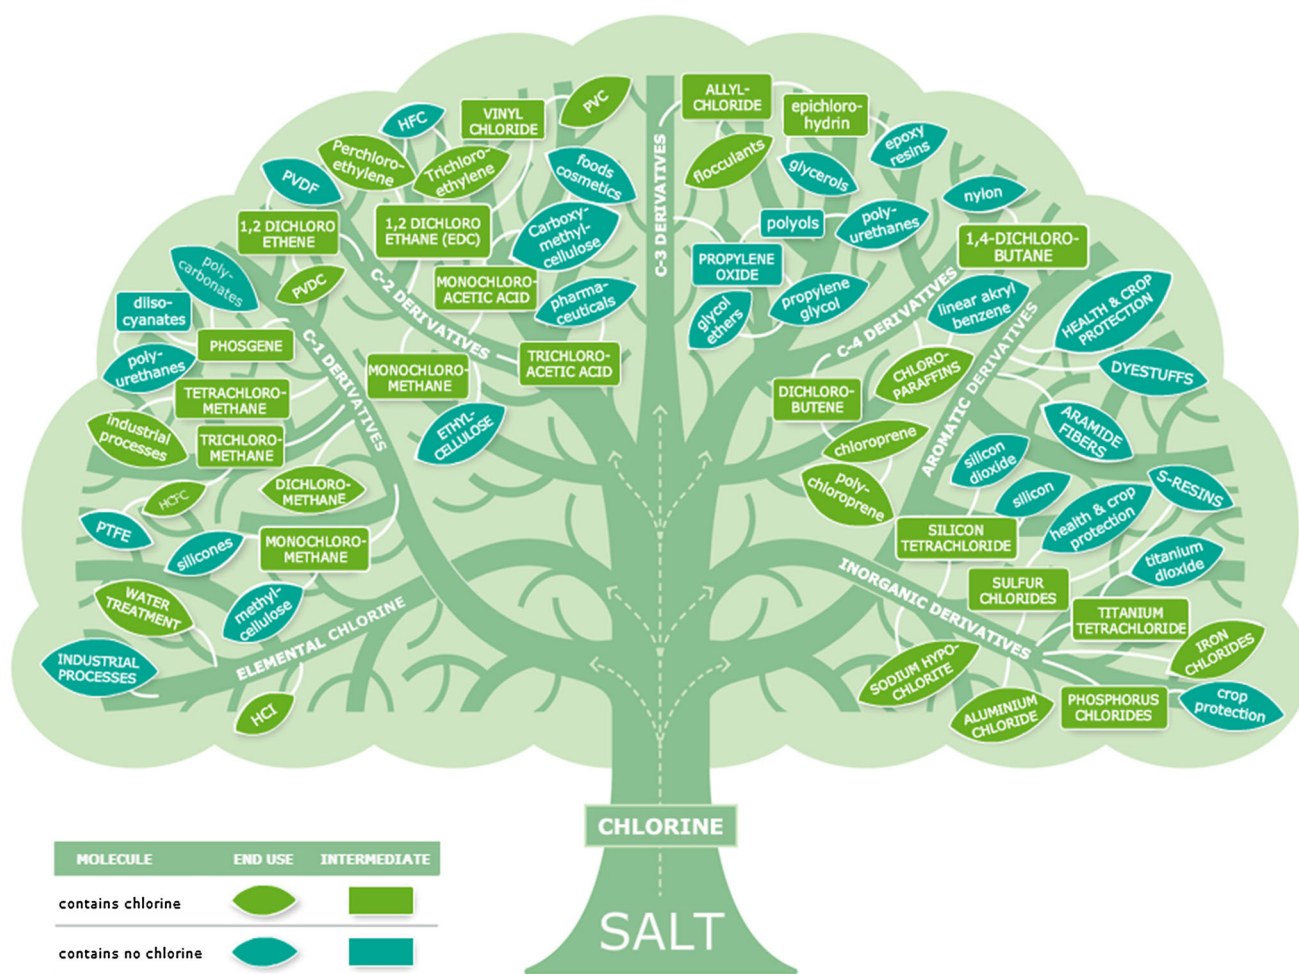 HFC
VINYL
CHLORIDE
PVC
Perchloro-
ethylene
Trichloro-
ethylene
foods
cosmetics
PVDF
1,2 DICHLORO
ETHENE
1,2 DICHLORO
ETHANE (EDC)
Carboxy-
methyl-
cellulose
poly-
carbonates
PVDC
C-2 DERIVATIVES
MONOCHLORO-
ACETIC ACID
pharma-
ceuticals
diiso-
cyanates
PHOSGENE
C-1 DERIVATIVES
poly-
urethanes
MONOCHLORO-
METHANE
TRICHLORO-
ACETIC ACID
TETRACHLORO-
METHANE
industrial
processes
TRICHLORO-
METHANE
ETHYL-
CELLULOSE
HCFC
DICHLORO-
METHANE
PTFE
silicones
MONOCHLORO-
METHANE
WATER
TREATMENT
methyl-
cellulose
ELEMENTAL CHLORINE
INDUSTRIAL
PROCESSES
HCI
C-3 DERIVATIVES
ALLYL-
CHLORIDE
epichloro-
hydrin
flocculants
glycerols
epoxy
resins
nylon
polyols
poly-
urethanes
1,4-DICHLORO-
BUTANE
PROPYLENE
OXIDE
glycol
ethers
propylene
glycol
C-4 DERIVATIVES
linear akryl
benzene
HEALTH & CROP
PROTECTION
DICHLORO-
BUTENE
CHLORO-
PARAFFINS
AROMATIC DERIVATIVES
DYESTUFFS
chloroprene
ARAMIDE
FIBERS
poly-
chloroprene
silicon
dioxide
silicon
health & crop
protection
S-RESINS
SILICON
TETRACHLORIDE
titanium
dioxide
INORGANIC DERIVATIVES
SULFUR
CHLORIDES
TITANIUM
TETRACHLORIDE
IRON
CHLORIDES
SODIUM HYPO-
CHLORITE
ALUMINIUM
CHLORIDE
PHOSPHORUS
CHLORIDES
crop
protection
CHLORINE
SALT
MOLECULE END USE INTERMEDIATE
contains chlorine
contains no chlorine